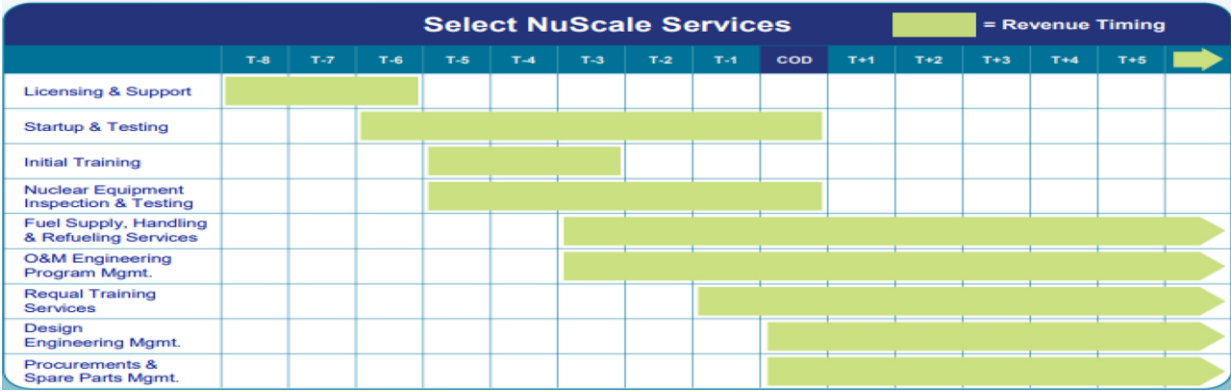 Select NuScale Services
= Revenue Timing
T-8 T-7 T-6 T-5 T-4 T-3 T-2 T-1 COD T+1 T+2 T+3 T+4 T+5
Licensing & Support
Startup & Testing
Initial Training
Nuclear Equipment
Inspection & Testing
Fuel Supply, Handling
& Refueling Services
O&M Engineering
Program Mgmt.
Requal Training
Services
Design
Engineering Mgmt.
Procurements &
Spare Parts Mgmt.